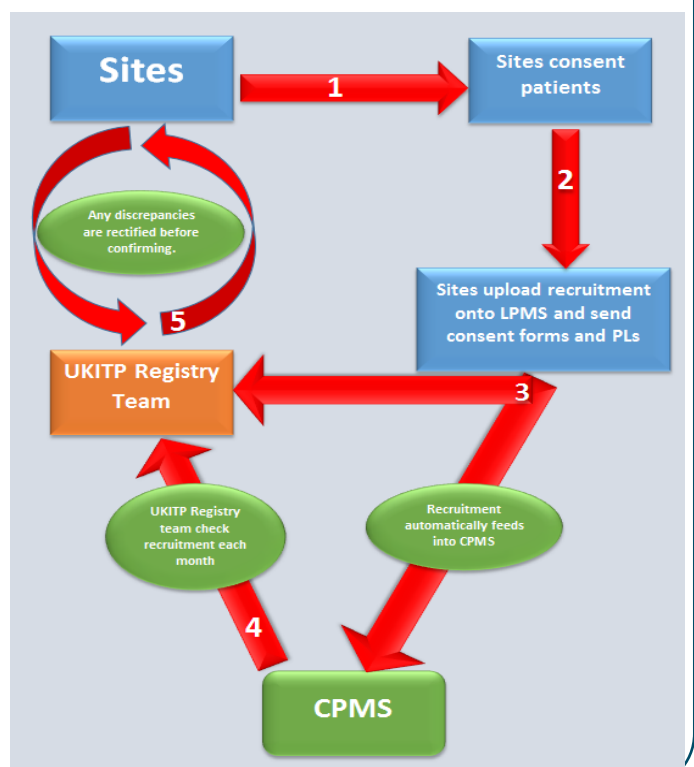 Sites
1
Sites consent
patients
2
Any discrepancies
are rectified before
confirming.
Sites upload recruitment
onto LPMS and send
consent forms and PLs
5
UKITP Registry
Team
3
UKITP Registry
team check
recruitment each
month
Recruitment
automatically feeds
into CPMS
4
CPMS